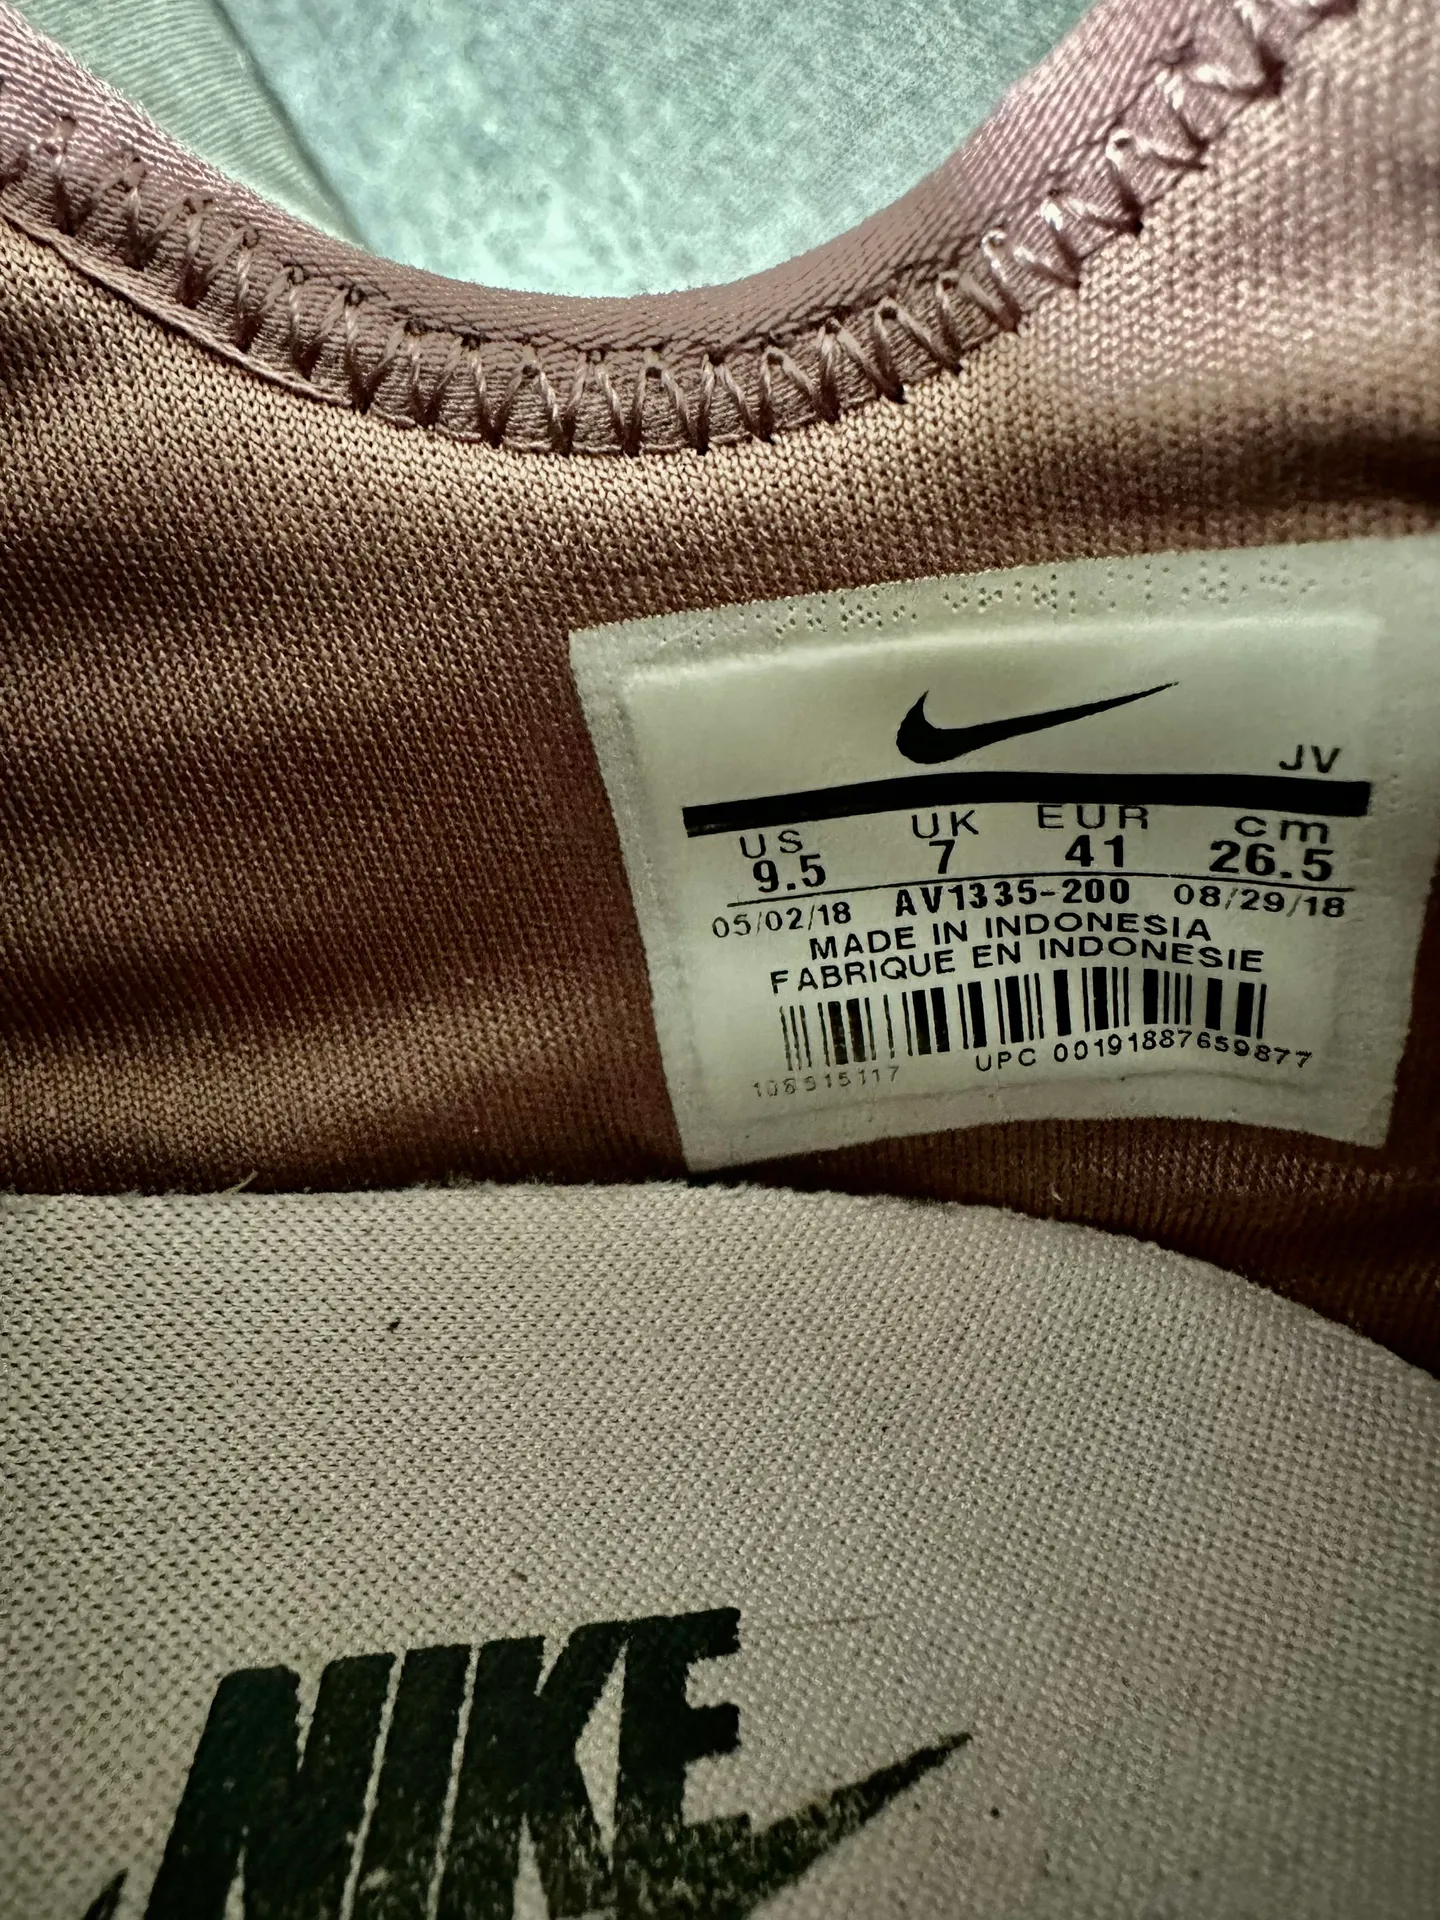 JV
US UK EUR cm
9.5 7 41 26.5
05/02/18 AV1335-200 08/29/18
MADE IN INDONESIA
FABRIQUE EN INDONESIE
UPC 00191887659877
108515117
NIKE